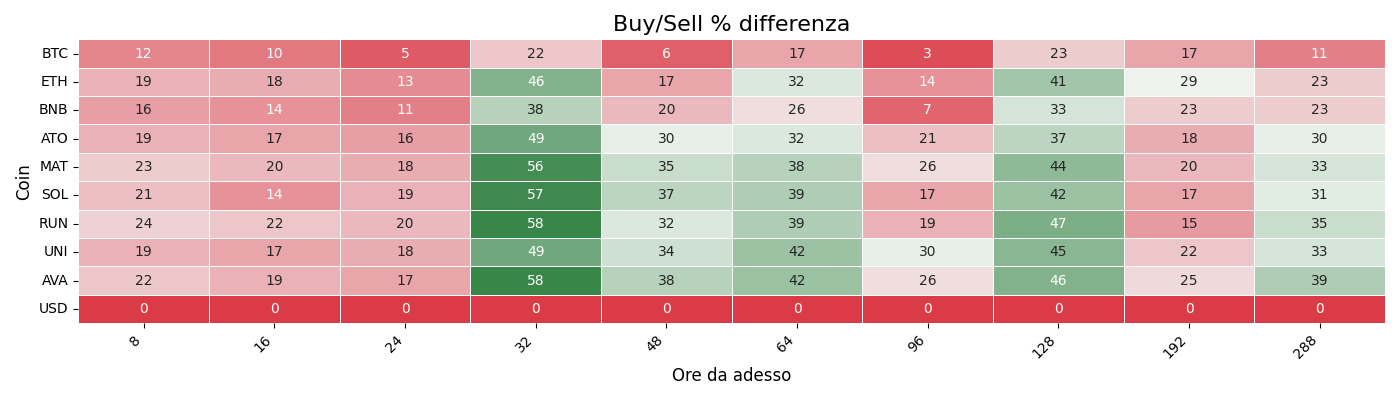 Buy/Sell % differenza
Coin
BTC 12 10 5 22 6 17 3 23 17 11
ETH 19 18 13 46 17 32 14 41 29 23
BNB 16 14 11 38 20 26 7 33 23 23
ATO 19 17 16 49 30 32 21 37 18 30
MAT 23 20 18 56 35 38 26 44 20 33
SOL 21 14 19 57 37 39 17 42 17 31
RUN 24 22 20 58 32 39 19 47 15 35
UNI 19 17 18 49 34 42 30 45 22 33
AVA 22 19 17 58 38 42 26 46 25 39
USD 0 0 0 0 0 0 0 0 0 0
8 16 24 32 48 64 96 128 192 288
Ore da adesso